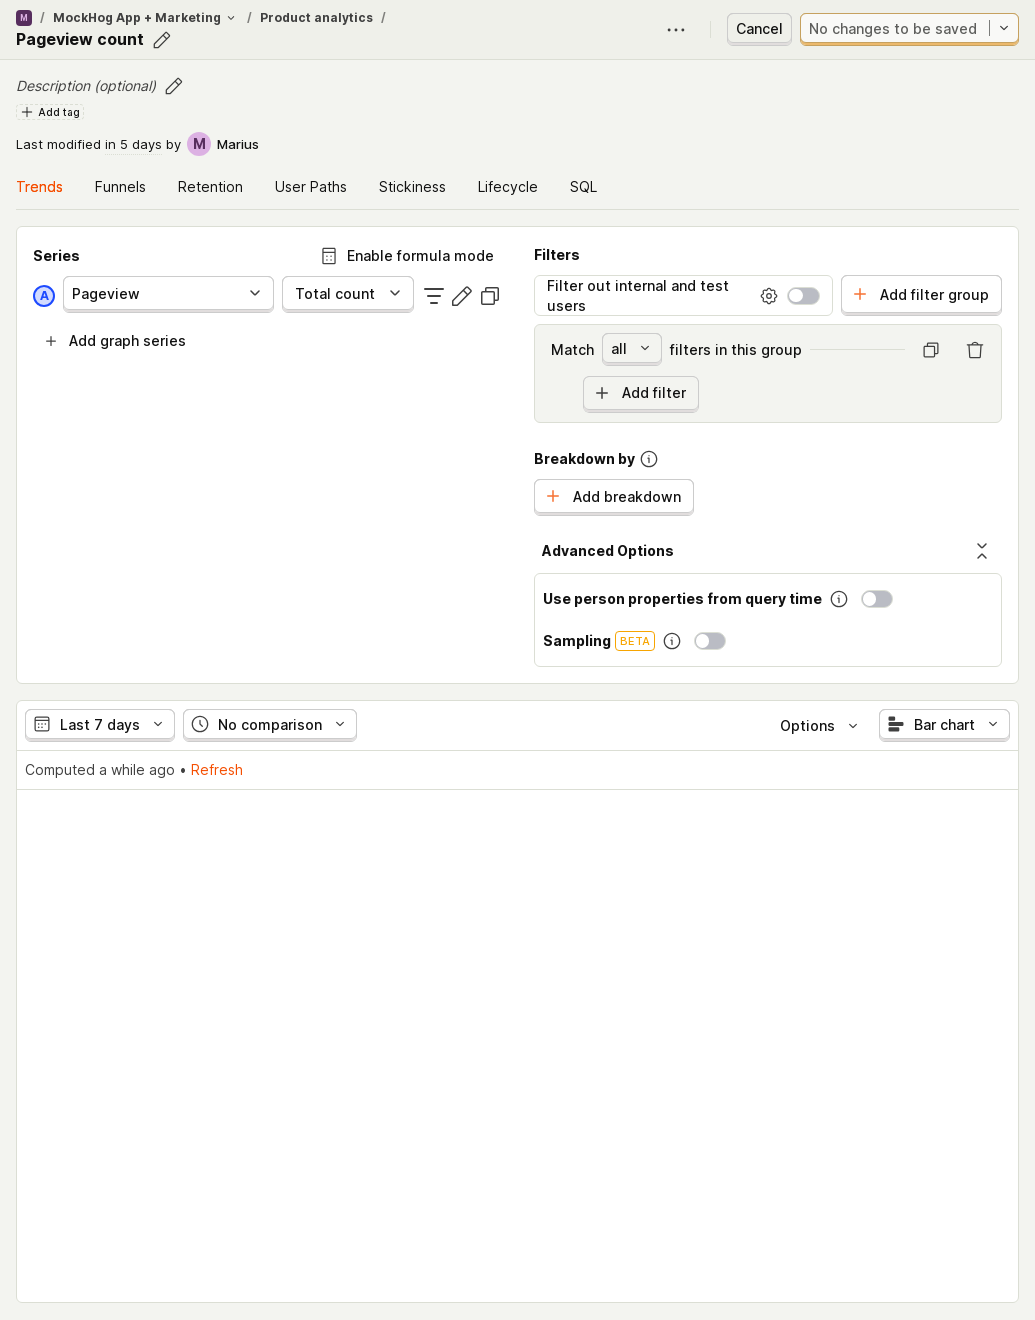 M / MockHog App + Marketing / Product analytics /
Pageview count
Cancel
No changes to be saved
Description (optional)
Add tag
Last modified in 5 days by M Marius
Trends Funnels Retention User Paths Stickiness Lifecycle SQL
Series
Enable formula mode
A Pageview Total count
Add graph series
Filters
Filter out internal and test
users
Add filter group
Match all filters in this group
Add filter
Breakdown by
Add breakdown
Advanced Options
Use person properties from query time
Sampling BETA
Last 7 days No comparison Options Bar chart
Computed a while ago • Refresh